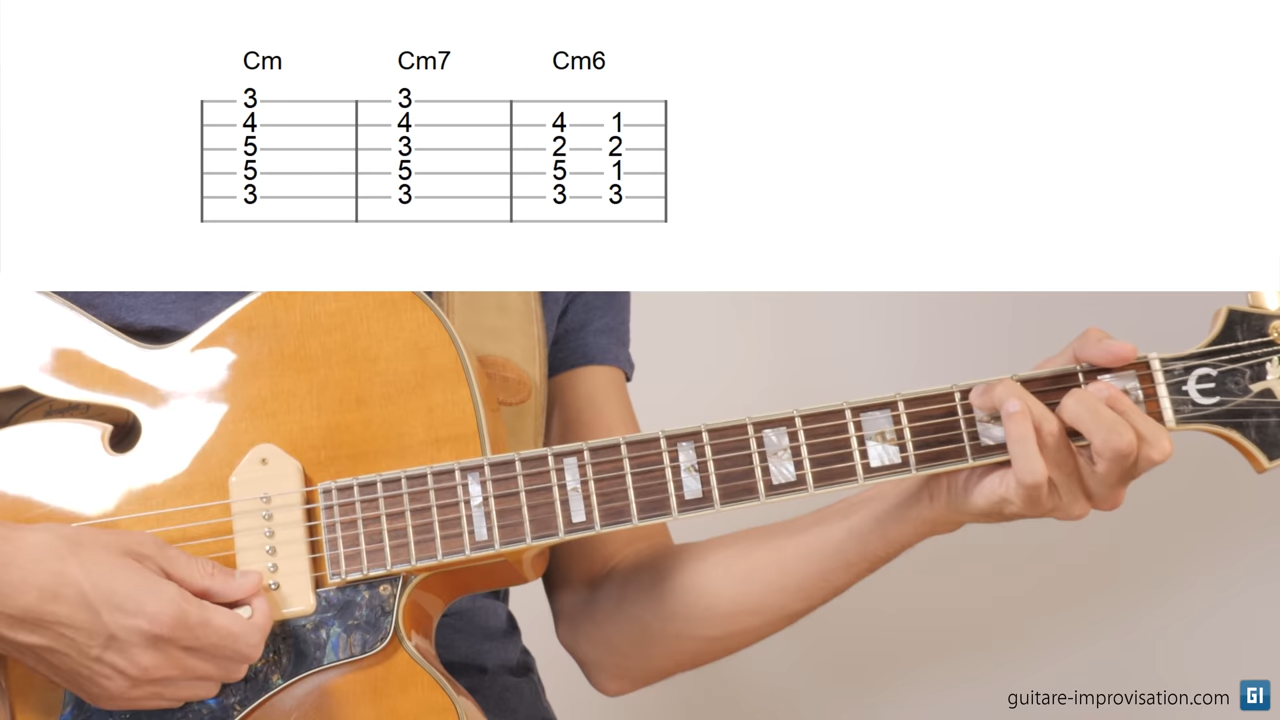 Cm Cm7 Cm6
3 3
4 4 4 1
5 3 2 2
5 5 5 1
3 3 3 3
Є
guitare-improvisation.com GI